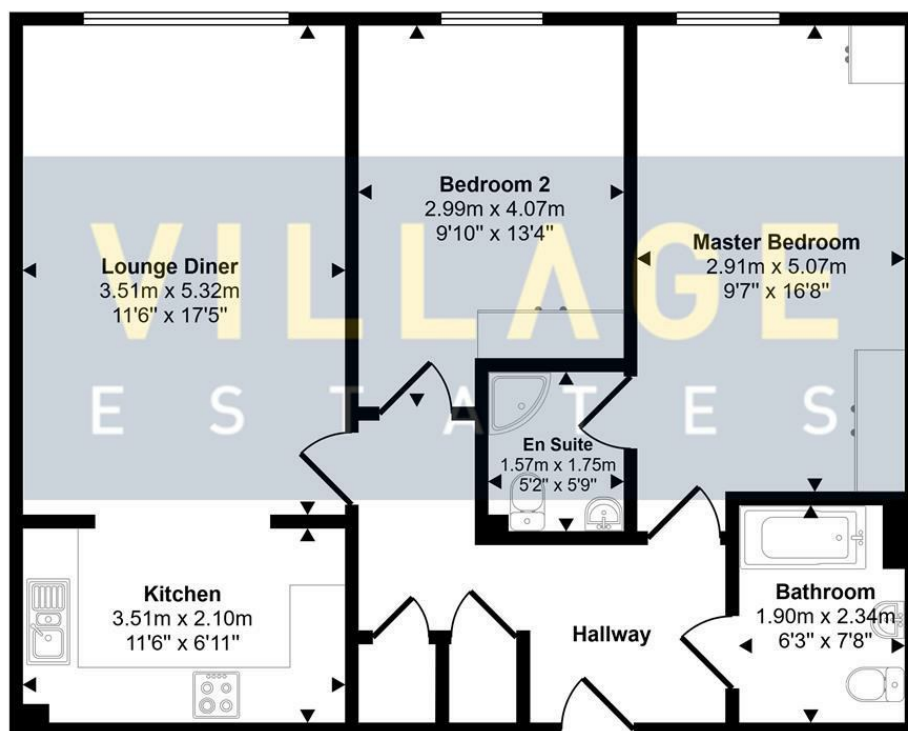 VILLAGE
ESTATES
Lounge Diner
3.51m x 5.32m
11'6" x 17'5"
Bedroom 2
2.99m x 4.07m
9'10" x 13'4"
Master Bedroom
2.91m x 5.07m
9'7" x 16'8"
En Suite
1.57m x 1.75m
5'2" x 5'9"
Kitchen
3.51m x 2.10m
11'6" x 6'11"
Hallway
Bathroom
1.90m x 2.34m
6'3" x 7'8"